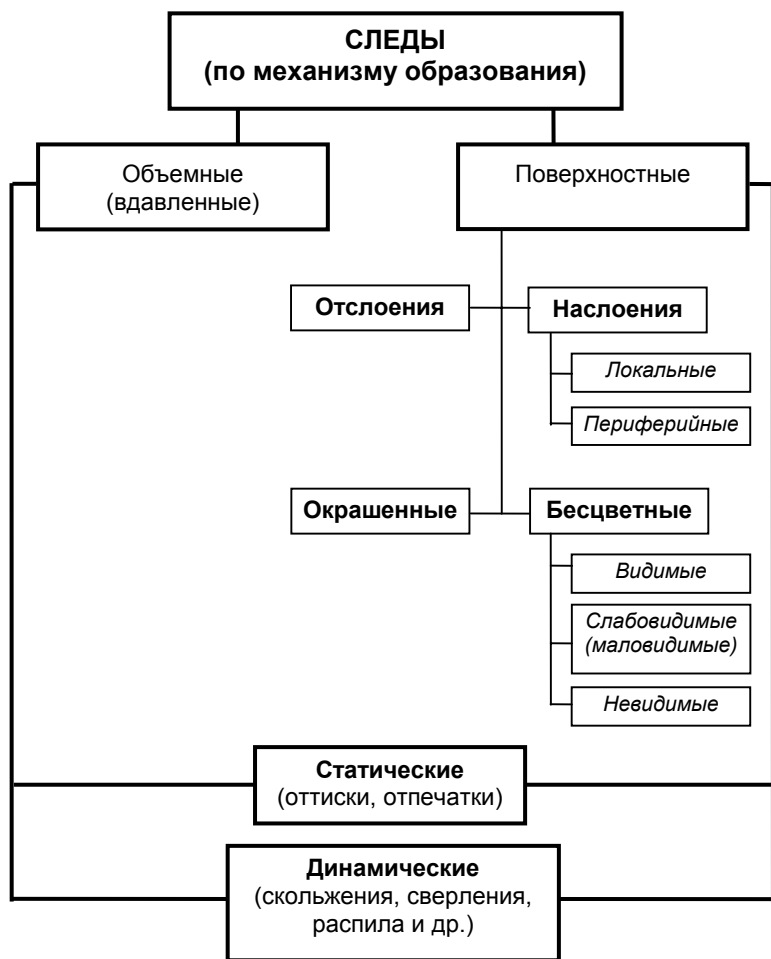 СЛЕДЫ
(по механизму образования)
Объемные
(вдавленные)
Поверхностные
Отслоения
Наслоения
Локальные
Периферийные
Окрашенные
Бесцветные
Видимые
Слабовидимые
(маловидимые)
Невидимые
Статические
(оттиски, отпечатки)
Динамические
(скольжения, сверления,
распила и др.)